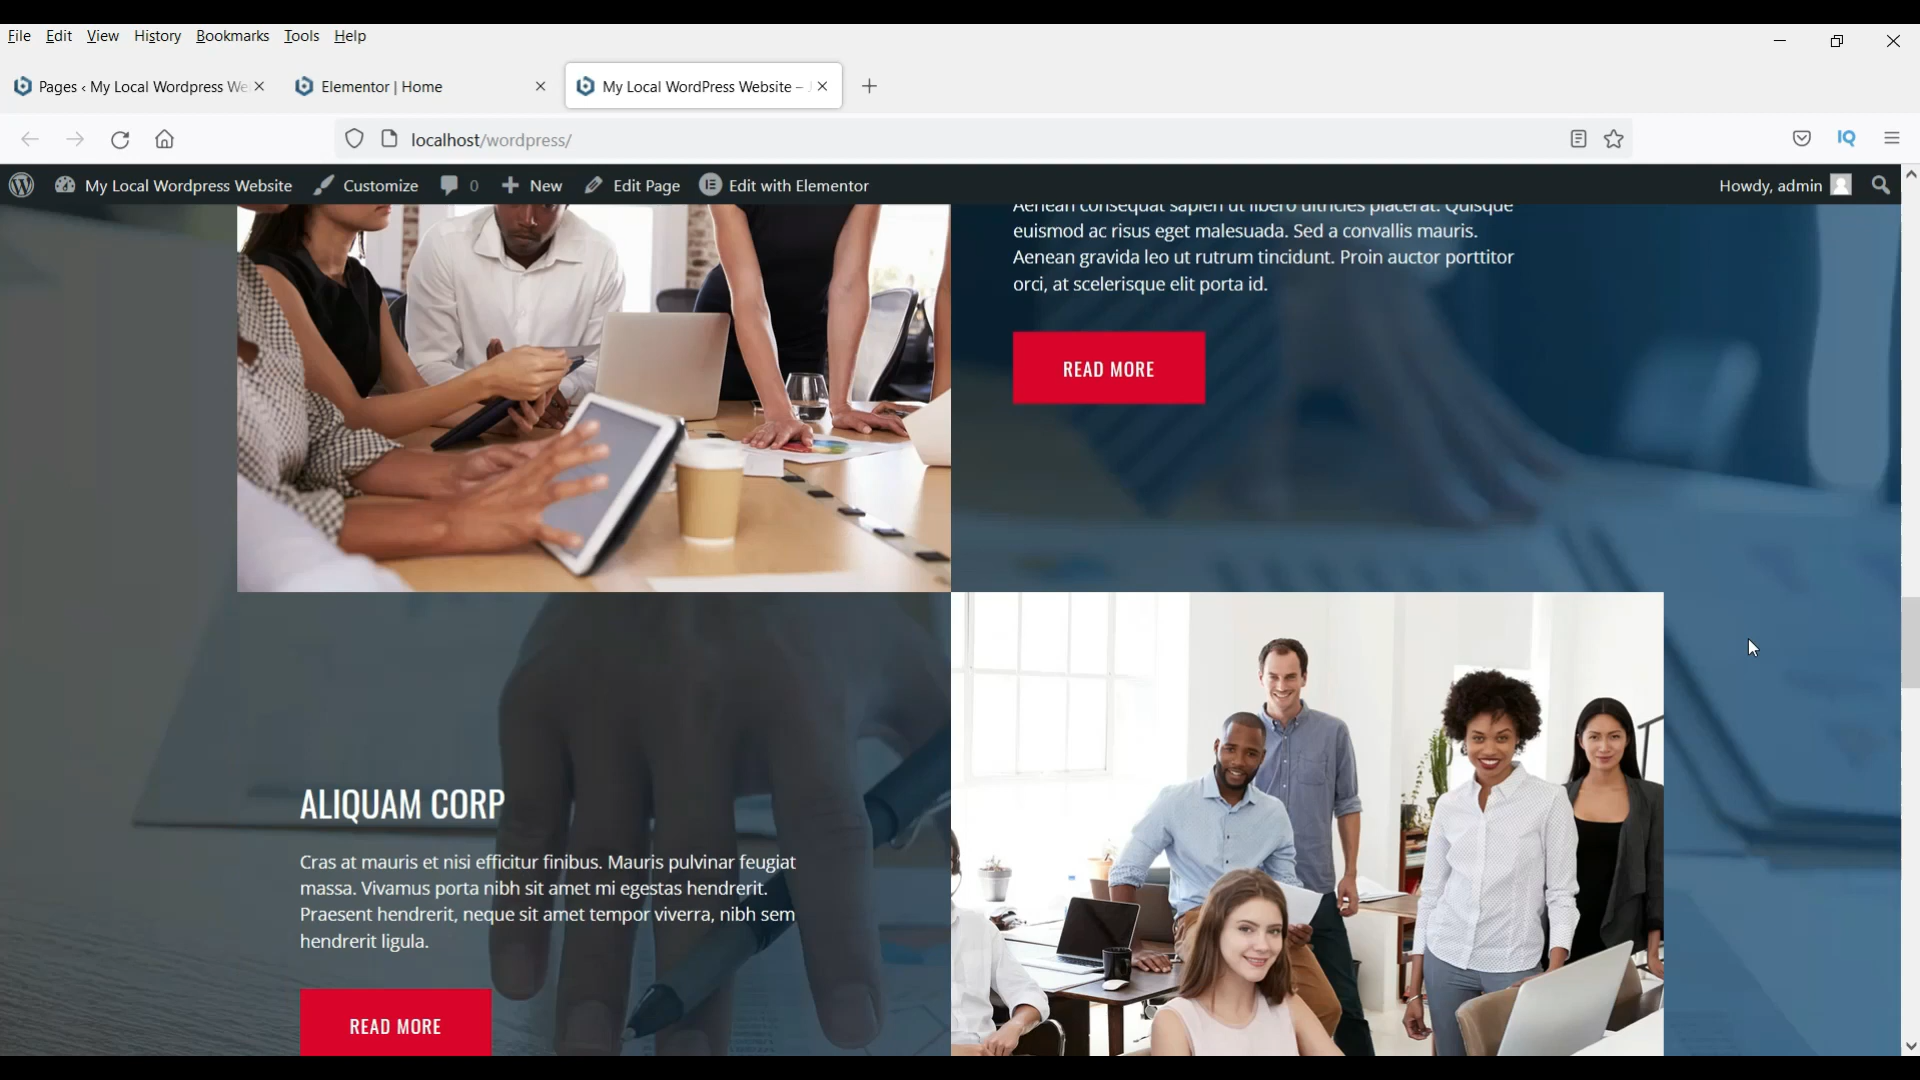 File Edit View History Bookmarks Tools Help
Pages ‹ My Local Wordpress We
Elementor | Home
My Local WordPress Website –
localhost/wordpress/
IQ
My Local Wordpress Website Customize 0 New Edit Page Edit with Elementor Howdy, admin
Aenean consequat sapien ut libero ultricies placerat. Quisque
euismod ac risus eget malesuada. Sed a convallis mauris.
Aenean gravida leo ut rutrum tincidunt. Proin auctor porttitor
orci, at scelerisque elit porta id.
READ MORE
ALIQUAM CORP
Cras at mauris et nisi efficitur finibus. Mauris pulvinar feugiat
massa. Vivamus porta nibh sit amet mi egestas hendrerit.
Praesent hendrerit, neque sit amet tempor viverra, nibh sem
hendrerit ligula.
READ MORE